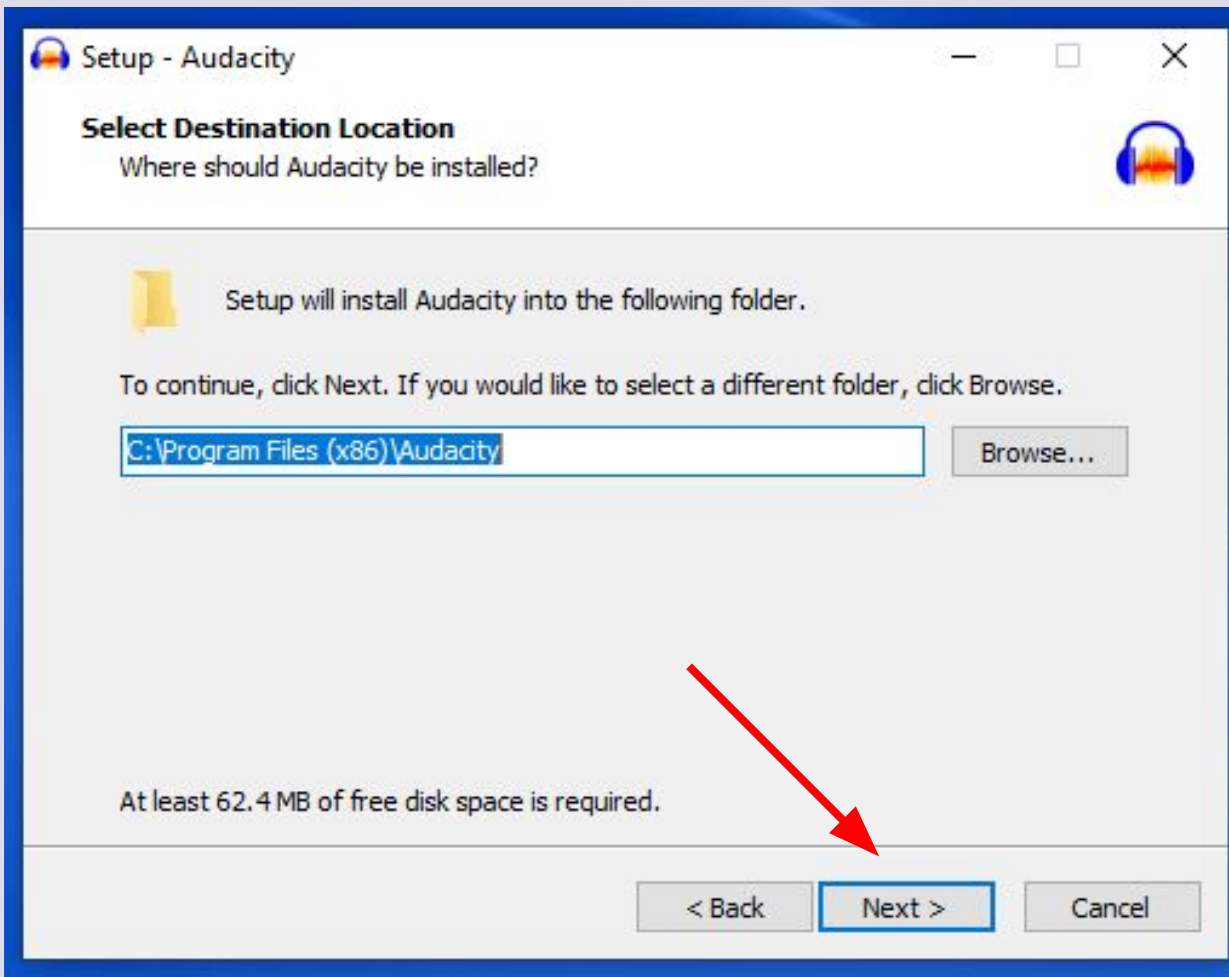 Setup - Audacity
Select Destination Location
Where should Audacity be installed?
Setup will install Audacity into the following folder.
To continue, click Next. If you would like to select a different folder, click Browse.
C:\Program Files (x86)\Audacity
Browse...
At least 62.4 MB of free disk space is required.
< Back Next > Cancel